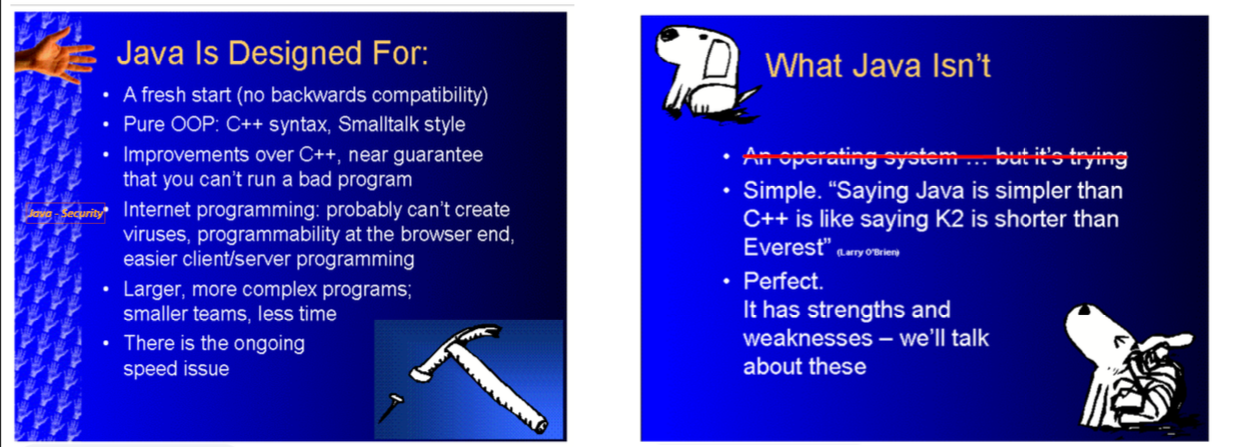 Java Is Designed For:
• A fresh start (no backwards compatibility)
• Pure OOP: C++ syntax, Smalltalk style
• Improvements over C++, near guarantee
that you can't run a bad program
Java - Security
• Internet programming: probably can't create
viruses, programmability at the browser end,
easier client/server programming
• Larger, more complex programs;
smaller teams, less time
• There is the ongoing
speed issue
What Java Isn't
• An operating system … but it's trying
• Simple. “Saying Java is simpler than
C++ is like saying K2 is shorter than
Everest” (Larry O'Brien)
• Perfect.
It has strengths and
weaknesses – we'll talk
about these